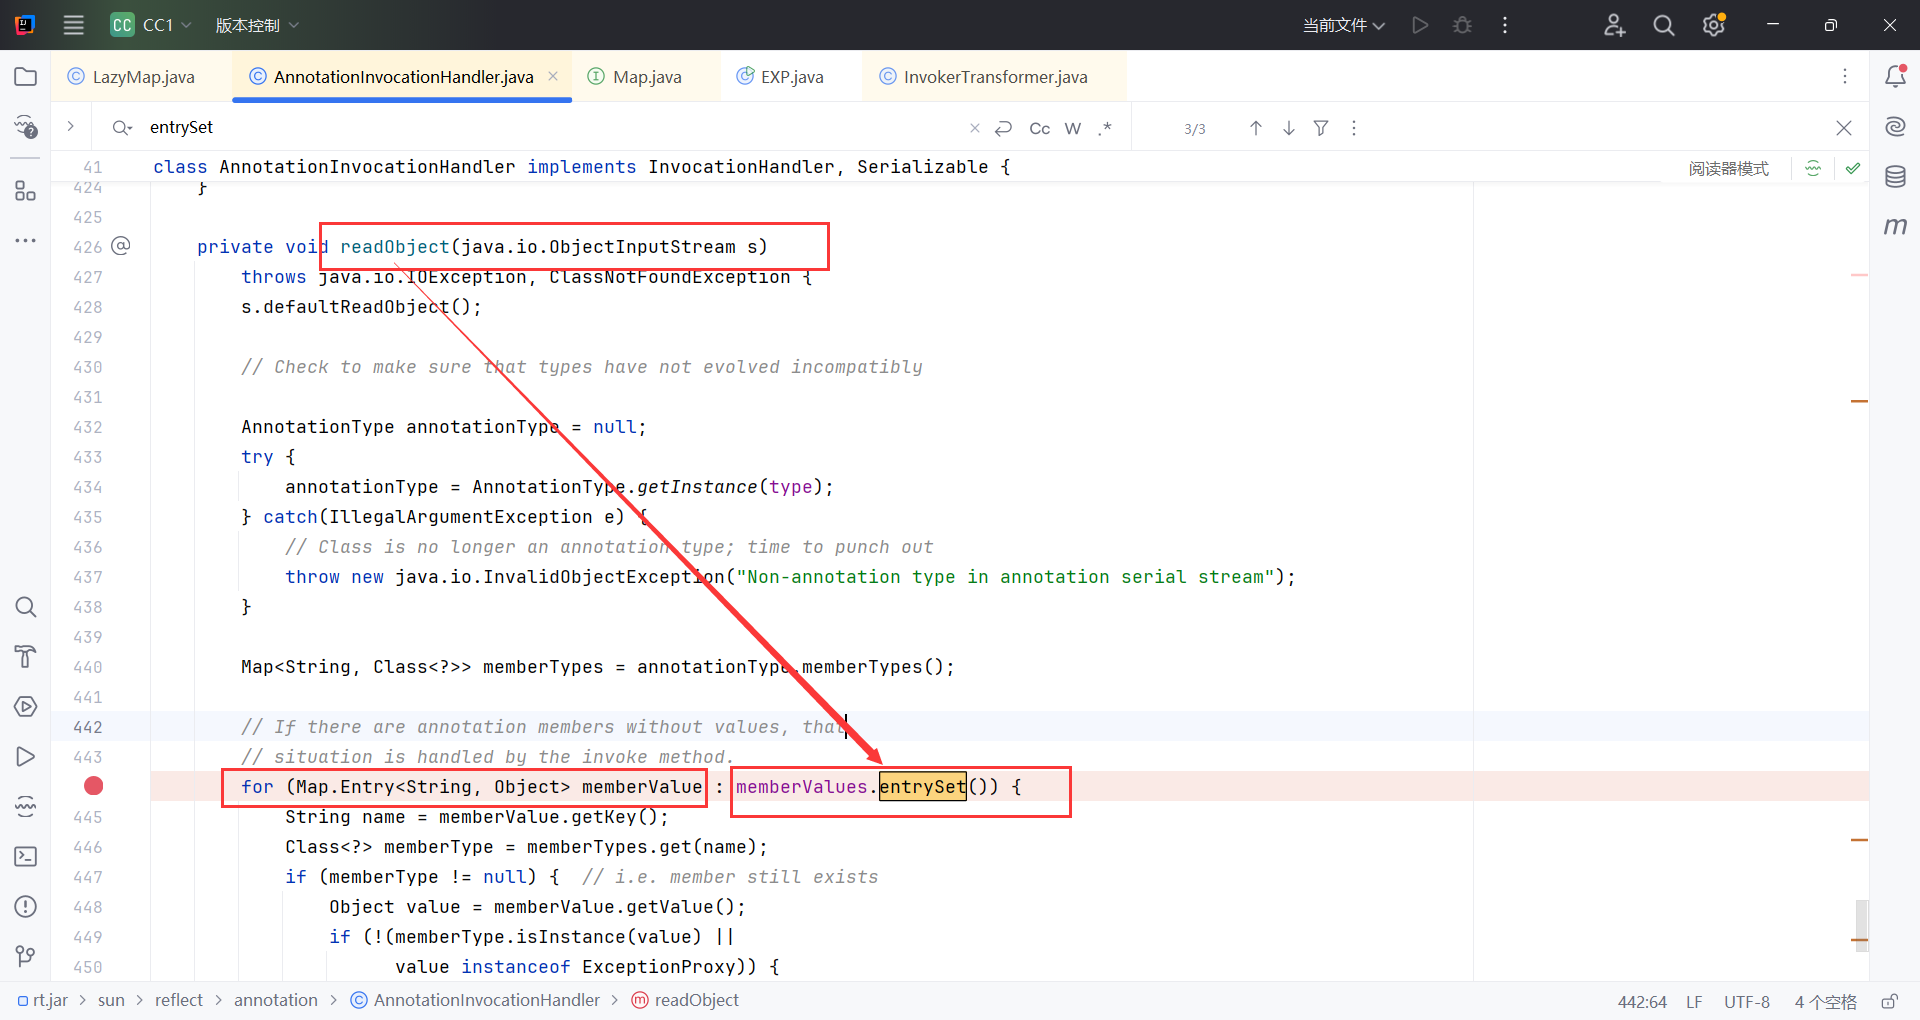 CC CC1 版本控制 当前文件
LazyMap.java AnnotationInvocationHandler.java Map.java EXP.java InvokerTransformer.java
entrySet Cc W .* 3/3
41 class AnnotationInvocationHandler implements InvocationHandler, Serializable { 阅读器模式
424 }
425
426 private void readObject(java.io.ObjectInputStream s)
427 throws java.io.IOException, ClassNotFoundException {
428 s.defaultReadObject();
429
430 // Check to make sure that types have not evolved incompatibly
431
432 AnnotationType annotationType = null;
433 try {
434 annotationType = AnnotationType.getInstance(type);
435 } catch(IllegalArgumentException e) {
436 // Class is no longer an annotation type; time to punch out
437 throw new java.io.InvalidObjectException("Non-annotation type in annotation serial stream");
438 }
439
440 Map<String, Class<?>> memberTypes = annotationType.memberTypes();
441
442 // If there are annotation members without values, that
443 // situation is handled by the invoke method.
for (Map.Entry<String, Object> memberValue : memberValues.entrySet()) {
445 String name = memberValue.getKey();
446 Class<?> memberType = memberTypes.get(name);
447 if (memberType != null) { // i.e. member still exists
448 Object value = memberValue.getValue();
449 if (!(memberType.isInstance(value) ||
450 value instanceof ExceptionProxy)) {
rt.jar > sun > reflect > annotation > AnnotationInvocationHandler > readObject 442:64 LF UTF-8 4 个空格